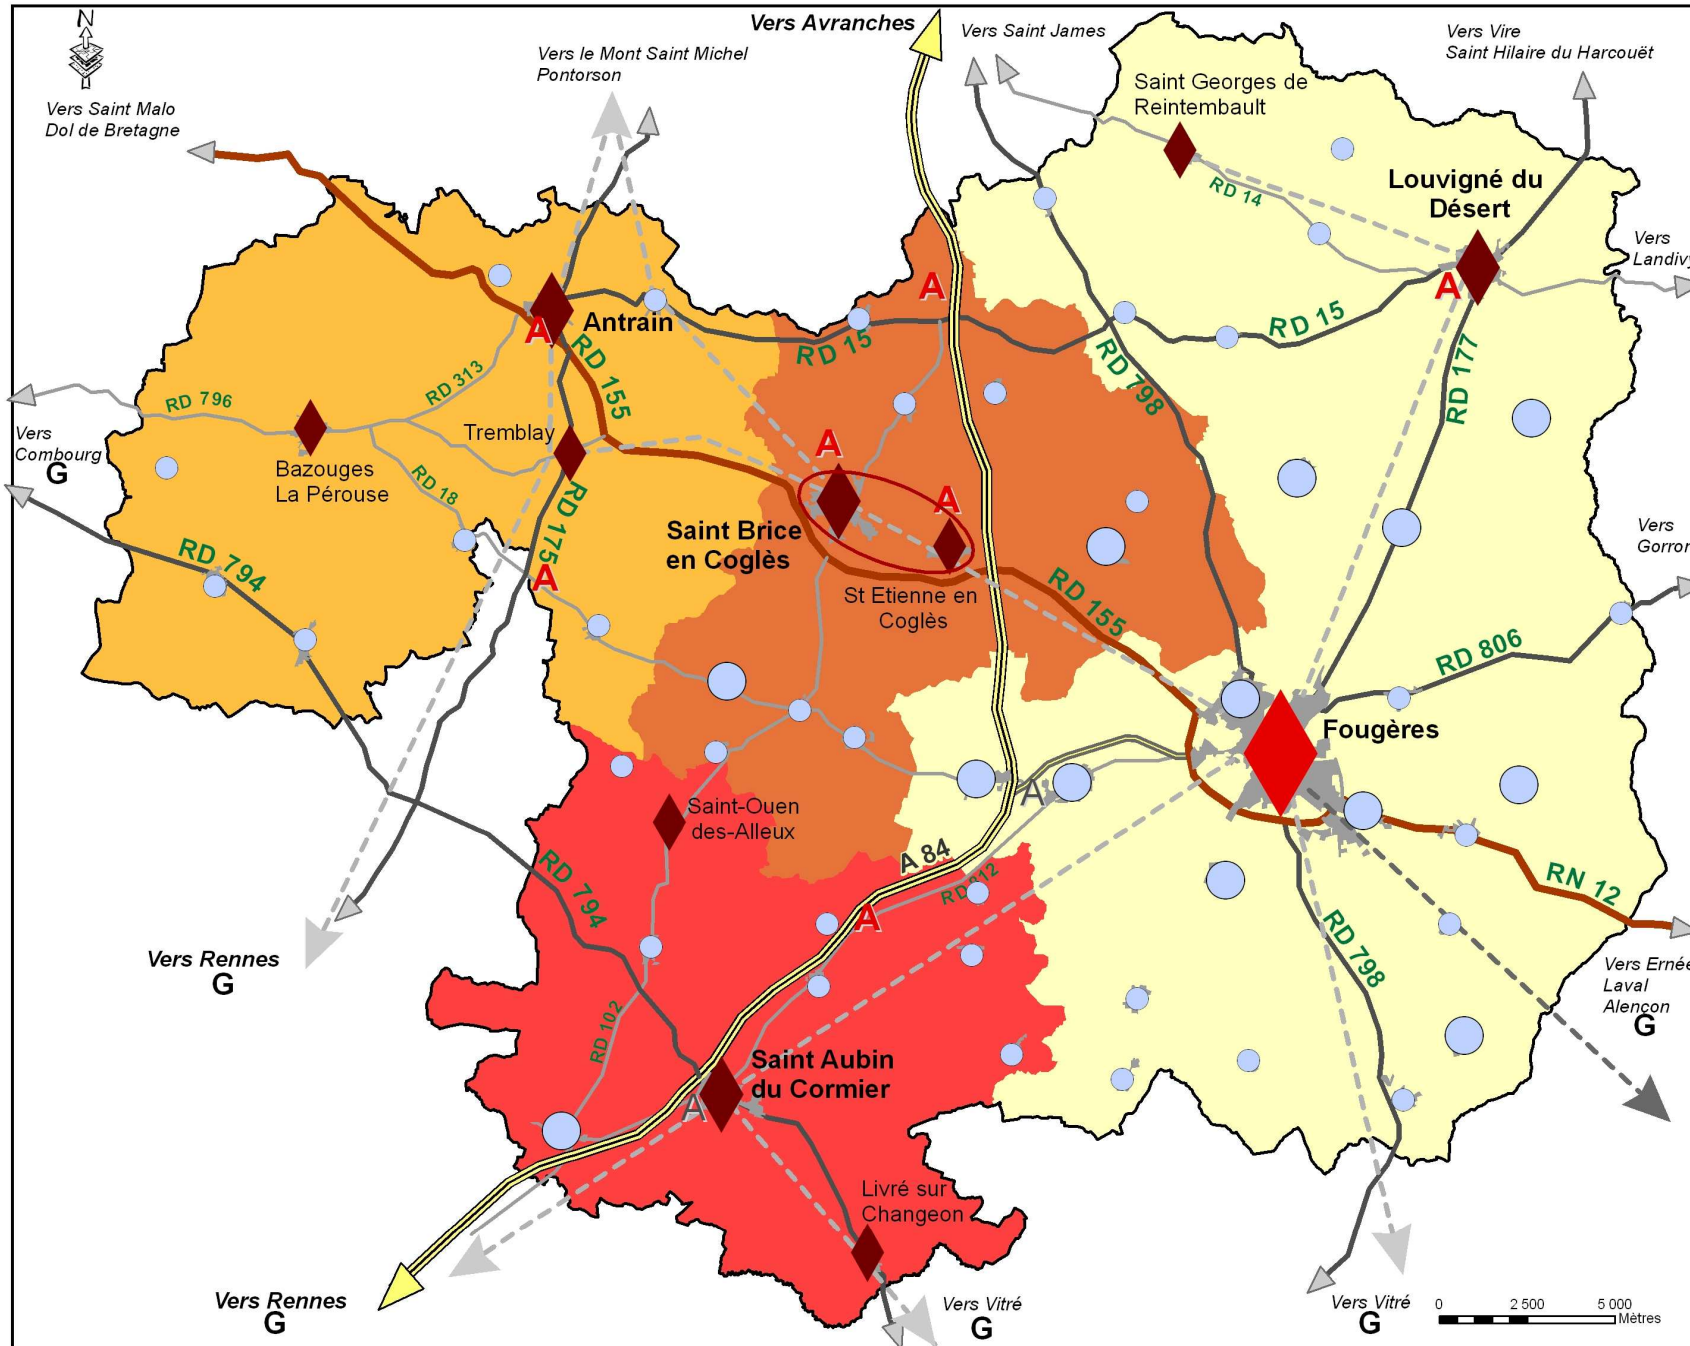 N
Vers Avranches
Vers Saint James
Vers Vire
Saint Hilaire du Harcouët
Vers le Mont Saint Michel
Pontorson
Vers Saint Malo
Dol de Bretagne
Saint Georges de
Reintembault
RD 14
Louvigné du
Désert
A
Vers
Landivy
A
Antrain
A
RD 15
RD 15
RD 155
RD 313
RD 796
RD 798
RD 177
Vers
Combourg
G
Bazouges
La Pérouse
Tremblay
RD 18
A
A
Saint Brice
en Coglès
St Etienne en
Coglès
RD 175
A
RD 794
Vers
Gorron
RD 155
RD 806
Fougères
A
Saint-Ouen
des-Alleux
A 84
RD 812
A
RD 794
RN 12
RD 798
Vers Rennes
G
Vers Ernée
Laval
Alençon
G
RD 102
Saint Aubin
du Cormier
A
Livré sur
Changeon
Vers Rennes
G
Vers Vitré
G
Vers Vitré
G
0 2 500 5 000
Mètres